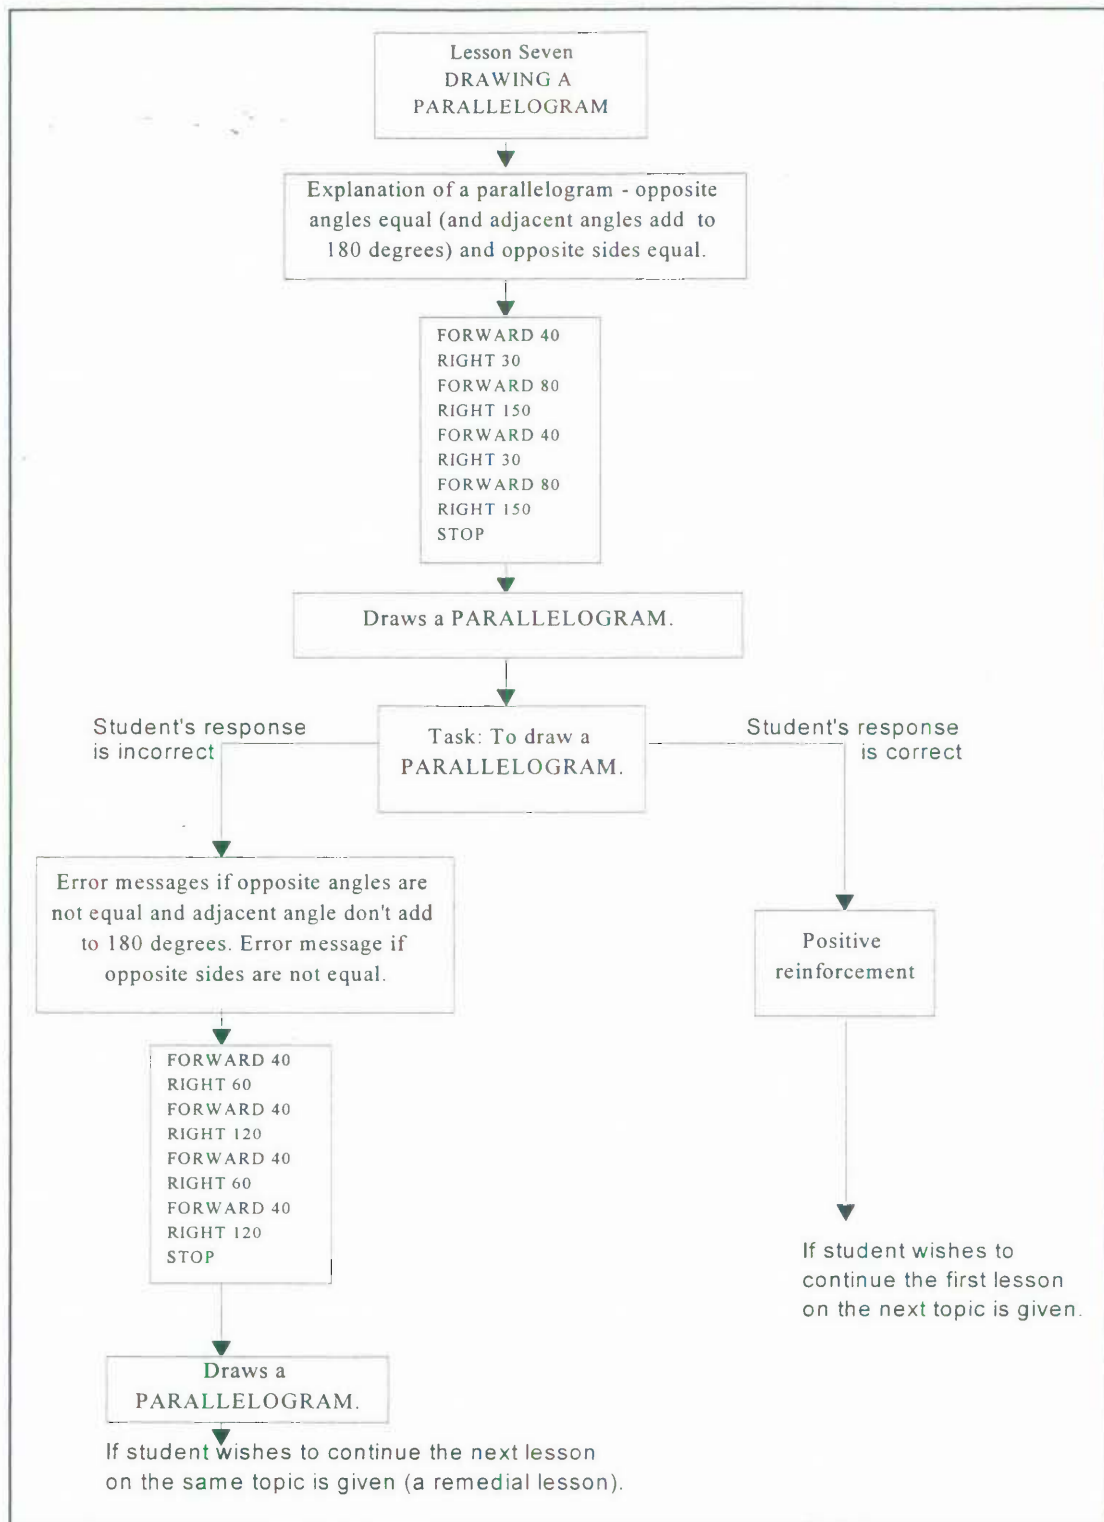 Lesson Seven
DRAWING A
PARALLELOGRAM
Explanation of a parallelogram - opposite
angles equal (and adjacent angles add to
180 degrees) and opposite sides equal.
FORWARD 40
RIGHT 30
FORWARD 80
RIGHT 150
FORWARD 40
RIGHT 30
FORWARD 80
RIGHT 150
STOP
Draws a PARALLELOGRAM.
Task: To draw a
PARALLELOGRAM.
Student's response
is incorrect
Student's response
is correct
Error messages if opposite angles are
not equal and adjacent angle don't add
to 180 degrees. Error message if
opposite sides are not equal.
Positive
reinforcement
FORWARD 40
RIGHT 60
FORWARD 40
RIGHT 120
FORWARD 40
RIGHT 60
FORWARD 40
RIGHT 120
STOP
If student wishes to
continue the first lesson
on the next topic is given.
Draws a
PARALLELOGRAM.
If student wishes to continue the next lesson
on the same topic is given (a remedial lesson).